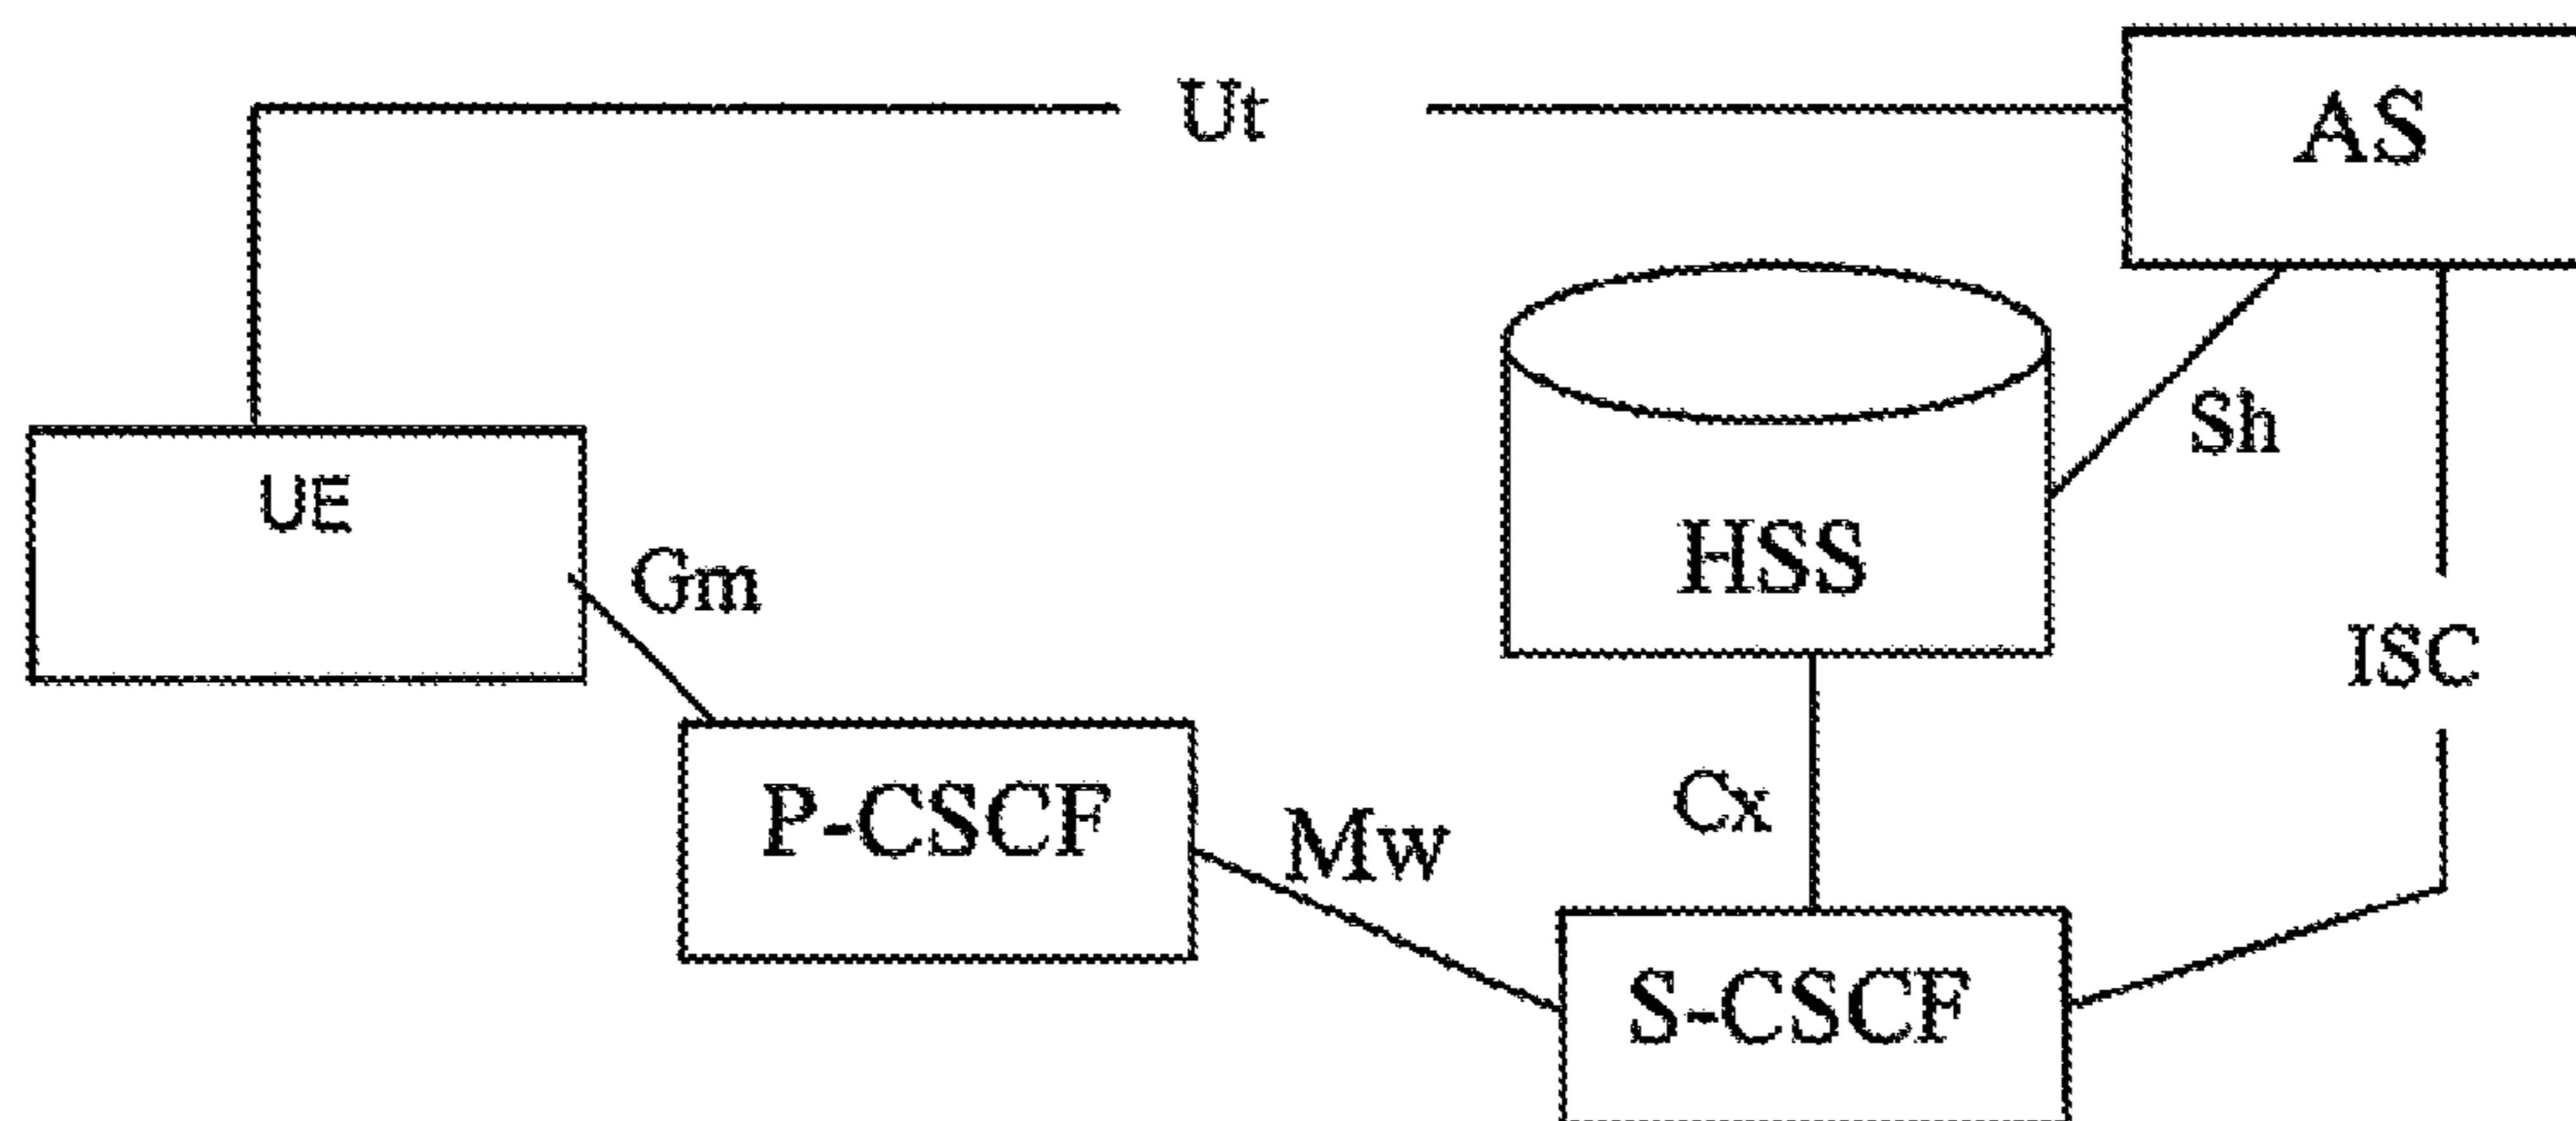 Ut
AS
Sh
UE
HSS
Gm
ISC
P-CSCF
Mw
Cx
S-CSCF